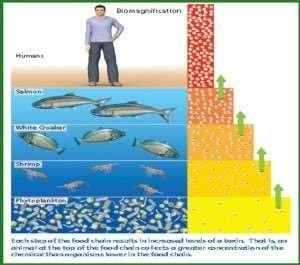 Biomagnification
Humans
Salmon
White Croaker
Shrimp
Phytoplankton
Each step of the food chain results in increased levels of a toxin. That is, an
animal at the top of the food chain collects a greater concentration of the
chemical than organisms lower in the food chain.